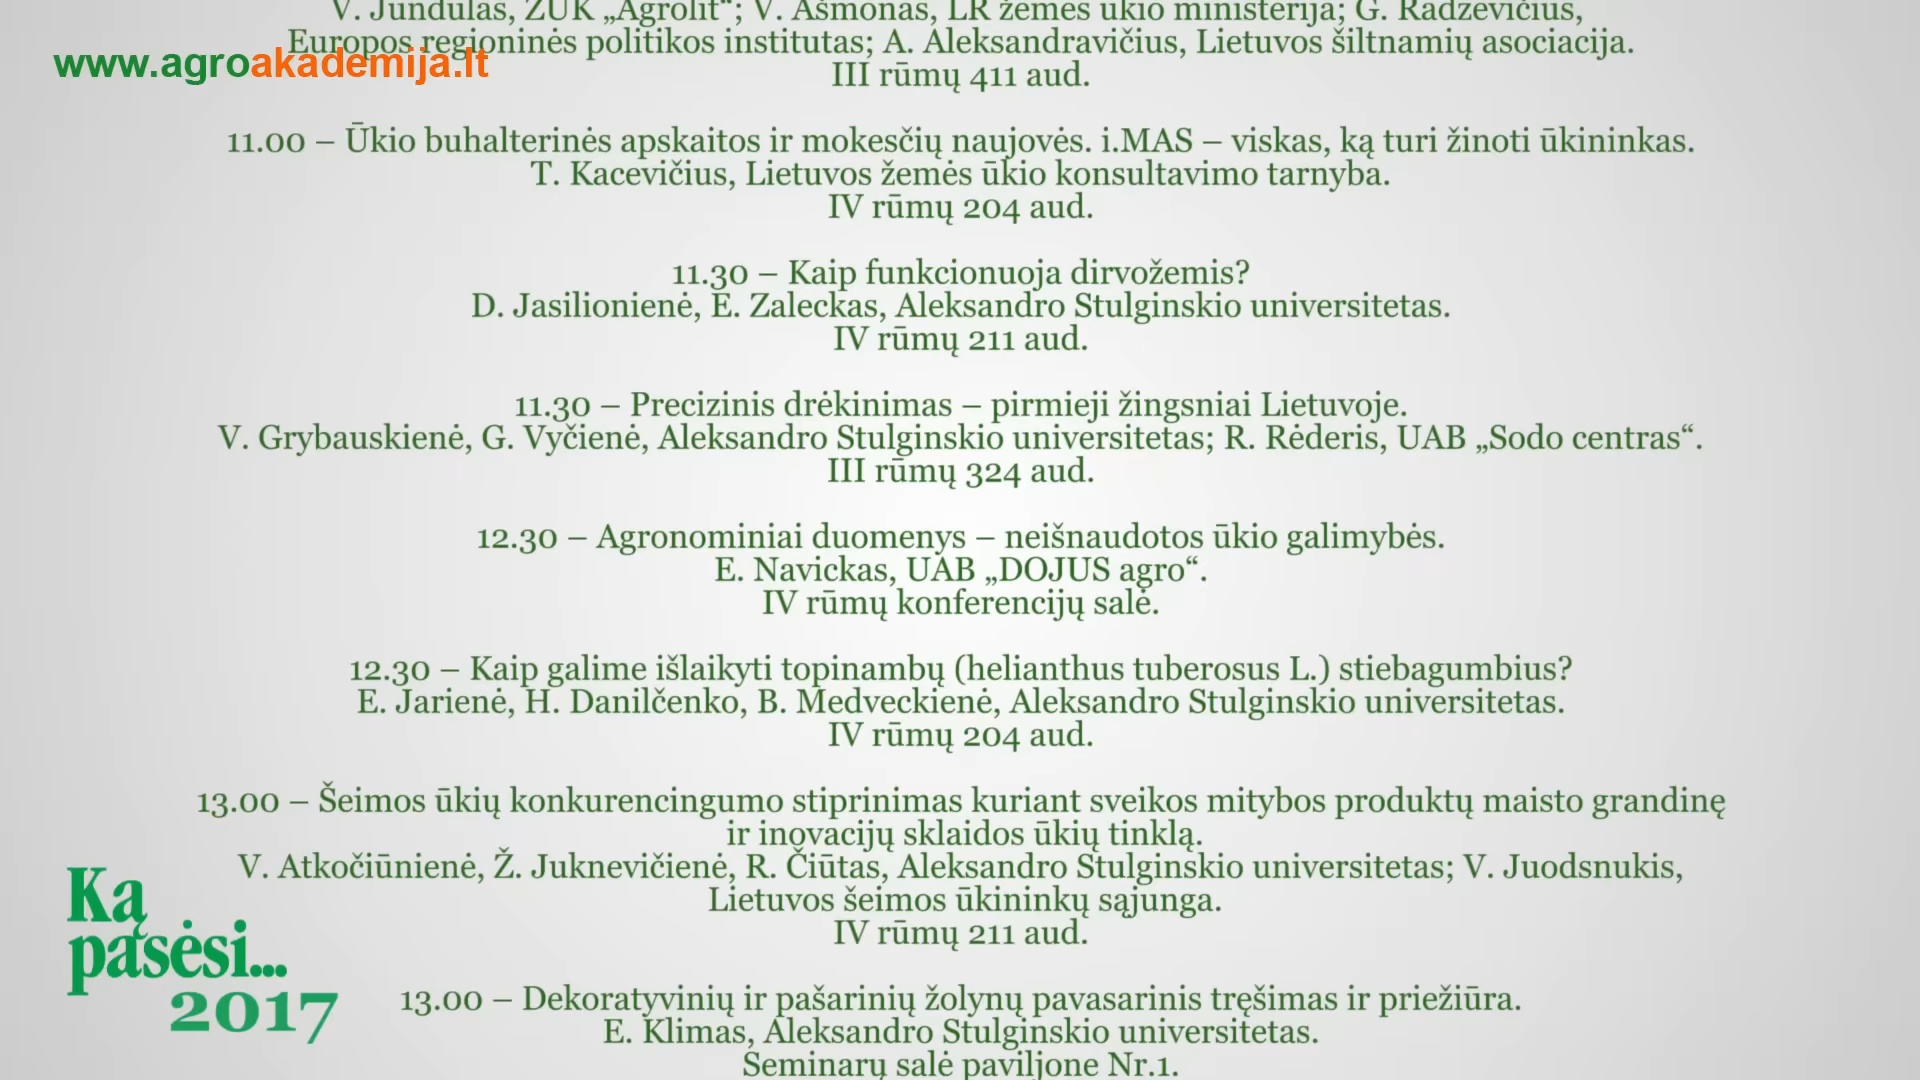 V. Jundulas, ŽŪK „Agrolit“; V. Ašmonas, LR žemės ūkio ministerija; G. Radzevičius,
Europos regioninės politikos institutas; A. Aleksandravičius, Lietuvos šiltnamių asociacija.
www.agroakademija.lt
III rūmų 411 aud.
11.00 – Ūkio buhalterinės apskaitos ir mokesčių naujovės. i.MAS – viskas, ką turi žinoti ūkininkas.
T. Kacevičius, Lietuvos žemės ūkio konsultavimo tarnyba.
IV rūmų 204 aud.
11.30 – Kaip funkcionuoja dirvožemis?
D. Jasilionienė, E. Zaleckas, Aleksandro Stulginskio universitetas.
IV rūmų 211 aud.
11.30 – Precizinis drėkinimas – pirmieji žingsniai Lietuvoje.
V. Grybauskienė, G. Vyčienė, Aleksandro Stulginskio universitetas; R. Rėderis, UAB „Sodo centras“.
III rūmų 324 aud.
12.30 – Agronominiai duomenys – neišnaudotos ūkio galimybės.
E. Navickas, UAB „DOJUS agro“.
IV rūmų konferencijų salė.
12.30 – Kaip galime išlaikyti topinambų (helianthus tuberosus L.) stiebagumbius?
E. Jarienė, H. Danilčenko, B. Medveckienė, Aleksandro Stulginskio universitetas.
IV rūmų 204 aud.
13.00 – Šeimos ūkių konkurencingumo stiprinimas kuriant sveikos mitybos produktų maisto grandinę
ir inovacijų sklaidos ūkių tinklą.
V. Atkočiūnienė, Ž. Juknevičienė, R. Čiūtas, Aleksandro Stulginskio universitetas; V. Juodsnukis,
Lietuvos šeimos ūkininkų sąjunga.
IV rūmų 211 aud.
Ką
pasėsi...
2017
13.00 – Dekoratyvinių ir pašarinių žolynų pavasarinis tręšimas ir priežiūra.
E. Klimas, Aleksandro Stulginskio universitetas.
Seminarų salė paviljone Nr.1.